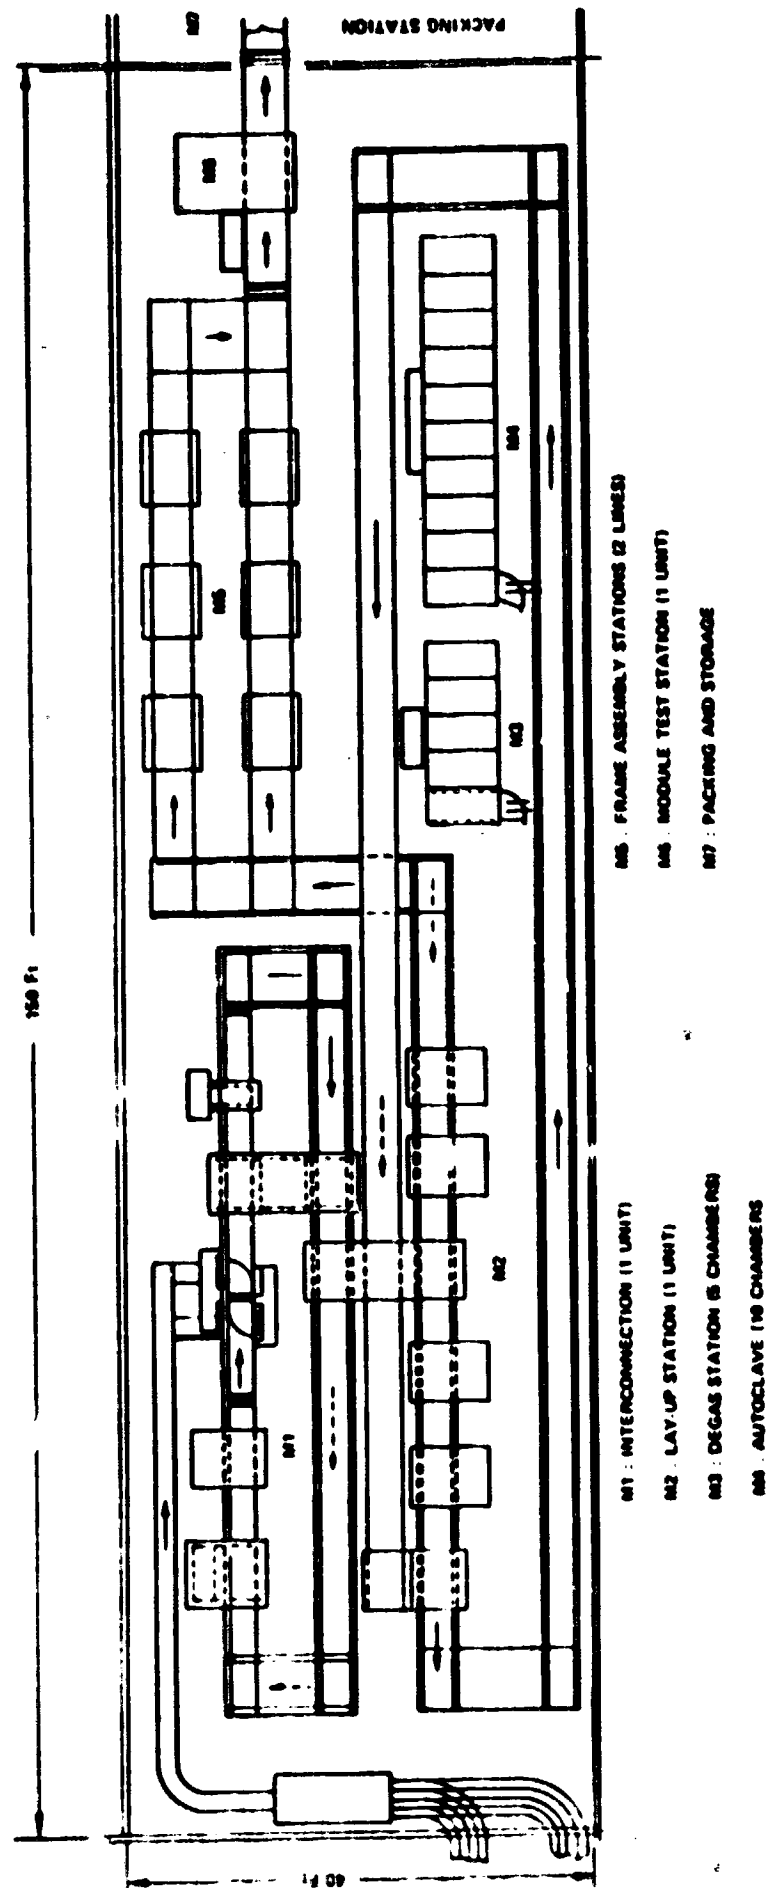 M7
PACKING STATION
M6
M5
M4
M3
150 Ft
M2
M1
M5 . FRAME ASSEMBLY STATIONS (2 LINES)
M6 . MODULE TEST STATION (1 UNIT)
M7 : PACKING AND STORAGE
M1 : INTERCONNECTION (1 UNIT)
M2 . LAY-UP STATION (1 UNIT)
M3 : DEGAS STATION (5 CHAMBERS)
M4 . AUTOCLAVE (10 CHAMBERS
60 Ft